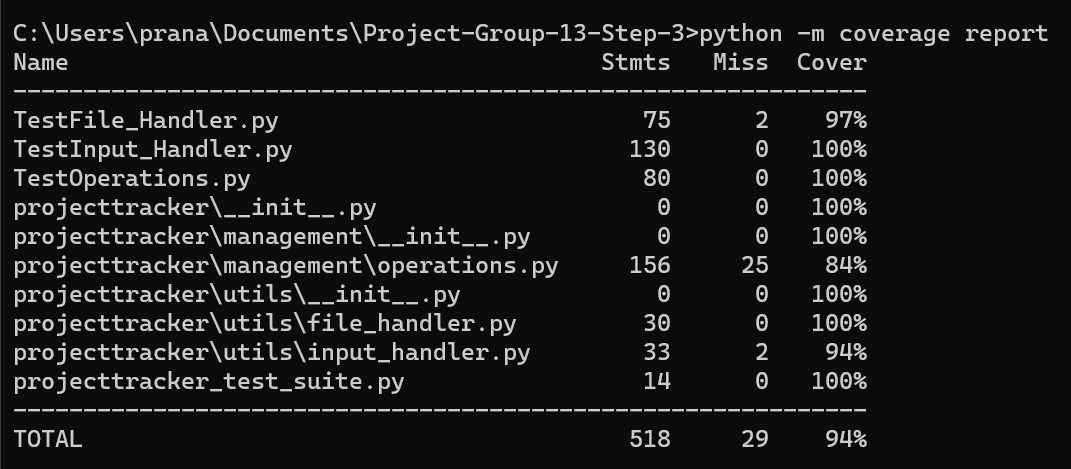 C:\Users\prana\Documents\Project-Group-13-Step-3>python -m coverage report
Name                                          Stmts   Miss  Cover
-----------------------------------------------------------------
TestFile_Handler.py                              75      2    97%
TestInput_Handler.py                            130      0   100%
TestOperations.py                                80      0   100%
projecttracker\__init__.py                        0      0   100%
projecttracker\management\__init__.py             0      0   100%
projecttracker\management\operations.py         156     25    84%
projecttracker\utils\__init__.py                  0      0   100%
projecttracker\utils\file_handler.py             30      0   100%
projecttracker\utils\input_handler.py            33      2    94%
projecttracker_test_suite.py                     14      0   100%
-----------------------------------------------------------------
TOTAL                                           518     29    94%